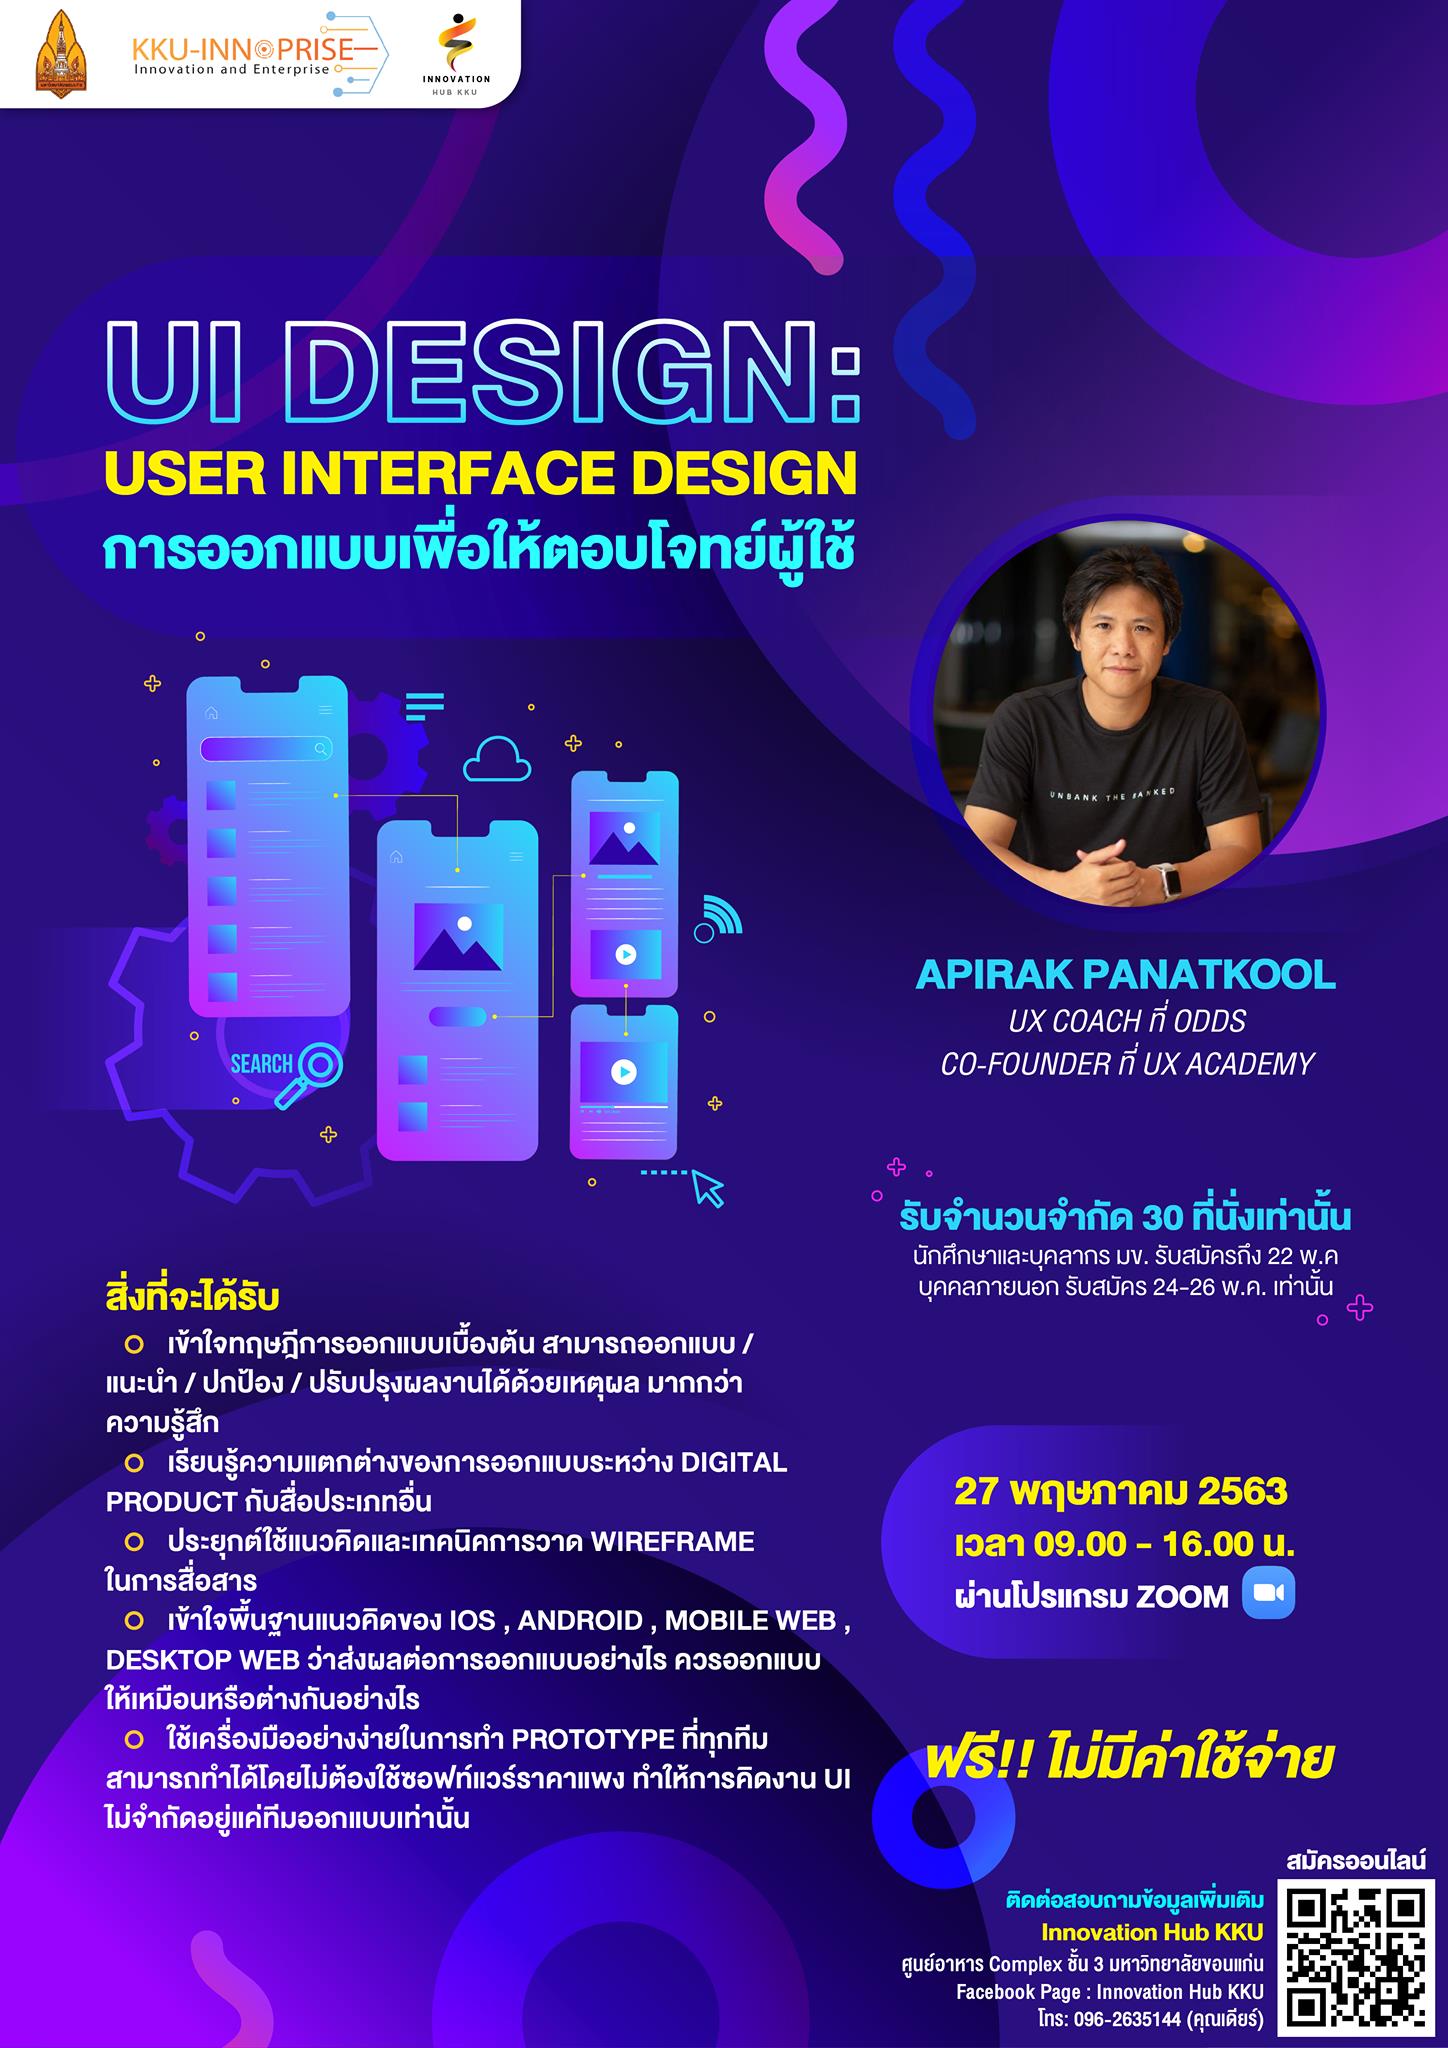 KKU-INNOPRISE
Innovation and Enterprise
INNOVATION
HUB KKU
UI DESIGN:
USER INTERFACE DESIGN
การออกแบบเพื่อให้ตอบโจทย์ผู้ใช้
UNBANK THE BANKED
SEARCH
APIRAK PANATKOOL
UX COACH ที่ ODDS
CO-FOUNDER ที่ UX ACADEMY
รับจำนวนจำกัด 30 ที่นั่งเท่านั้น
นักศึกษาและบุคลากร มข. รับสมัครถึง 22 พ.ค
บุคคลภายนอก รับสมัคร 24-26 พ.ค. เท่านั้น
สิ่งที่จะได้รับ
เข้าใจทฤษฎีการออกแบบเบื้องต้น สามารถออกแบบ /
แนะนำ / ปกป้อง / ปรับปรุงผลงานได้ด้วยเหตุผล มากกว่า
ความรู้สึก
เรียนรู้ความแตกต่างของการออกแบบระหว่าง DIGITAL
PRODUCT กับสื่อประเภทอื่น
ประยุกต์ใช้แนวคิดและเทคนิคการวาด WIREFRAME
ในการสื่อสาร
เข้าใจพื้นฐานแนวคิดของ IOS , ANDROID , MOBILE WEB ,
DESKTOP WEB ว่าส่งผลต่อการออกแบบอย่างไร ควรออกแบบ
ให้เหมือนหรือต่างกันอย่างไร
ใช้เครื่องมืออย่างง่ายในการทำ PROTOTYPE ที่ทุกทีม
สามารถทำได้โดยไม่ต้องใช้ซอฟท์แวร์ราคาแพง ทำให้การคิดงาน UI
ไม่จำกัดอยู่แค่ทีมออกแบบเท่านั้น
27 พฤษภาคม 2563
เวลา 09.00 - 16.00 น.
ผ่านโปรแกรม ZOOM
ฟรี!! ไม่มีค่าใช้จ่าย
สมัครออนไลน์
ติดต่อสอบถามข้อมูลเพิ่มเติม
Innovation Hub KKU
ศูนย์อาหาร Complex ชั้น 3 มหาวิทยาลัยขอนแก่น
Facebook Page : Innovation Hub KKU
โทร: 096-2635144 (คุณเดียร์)